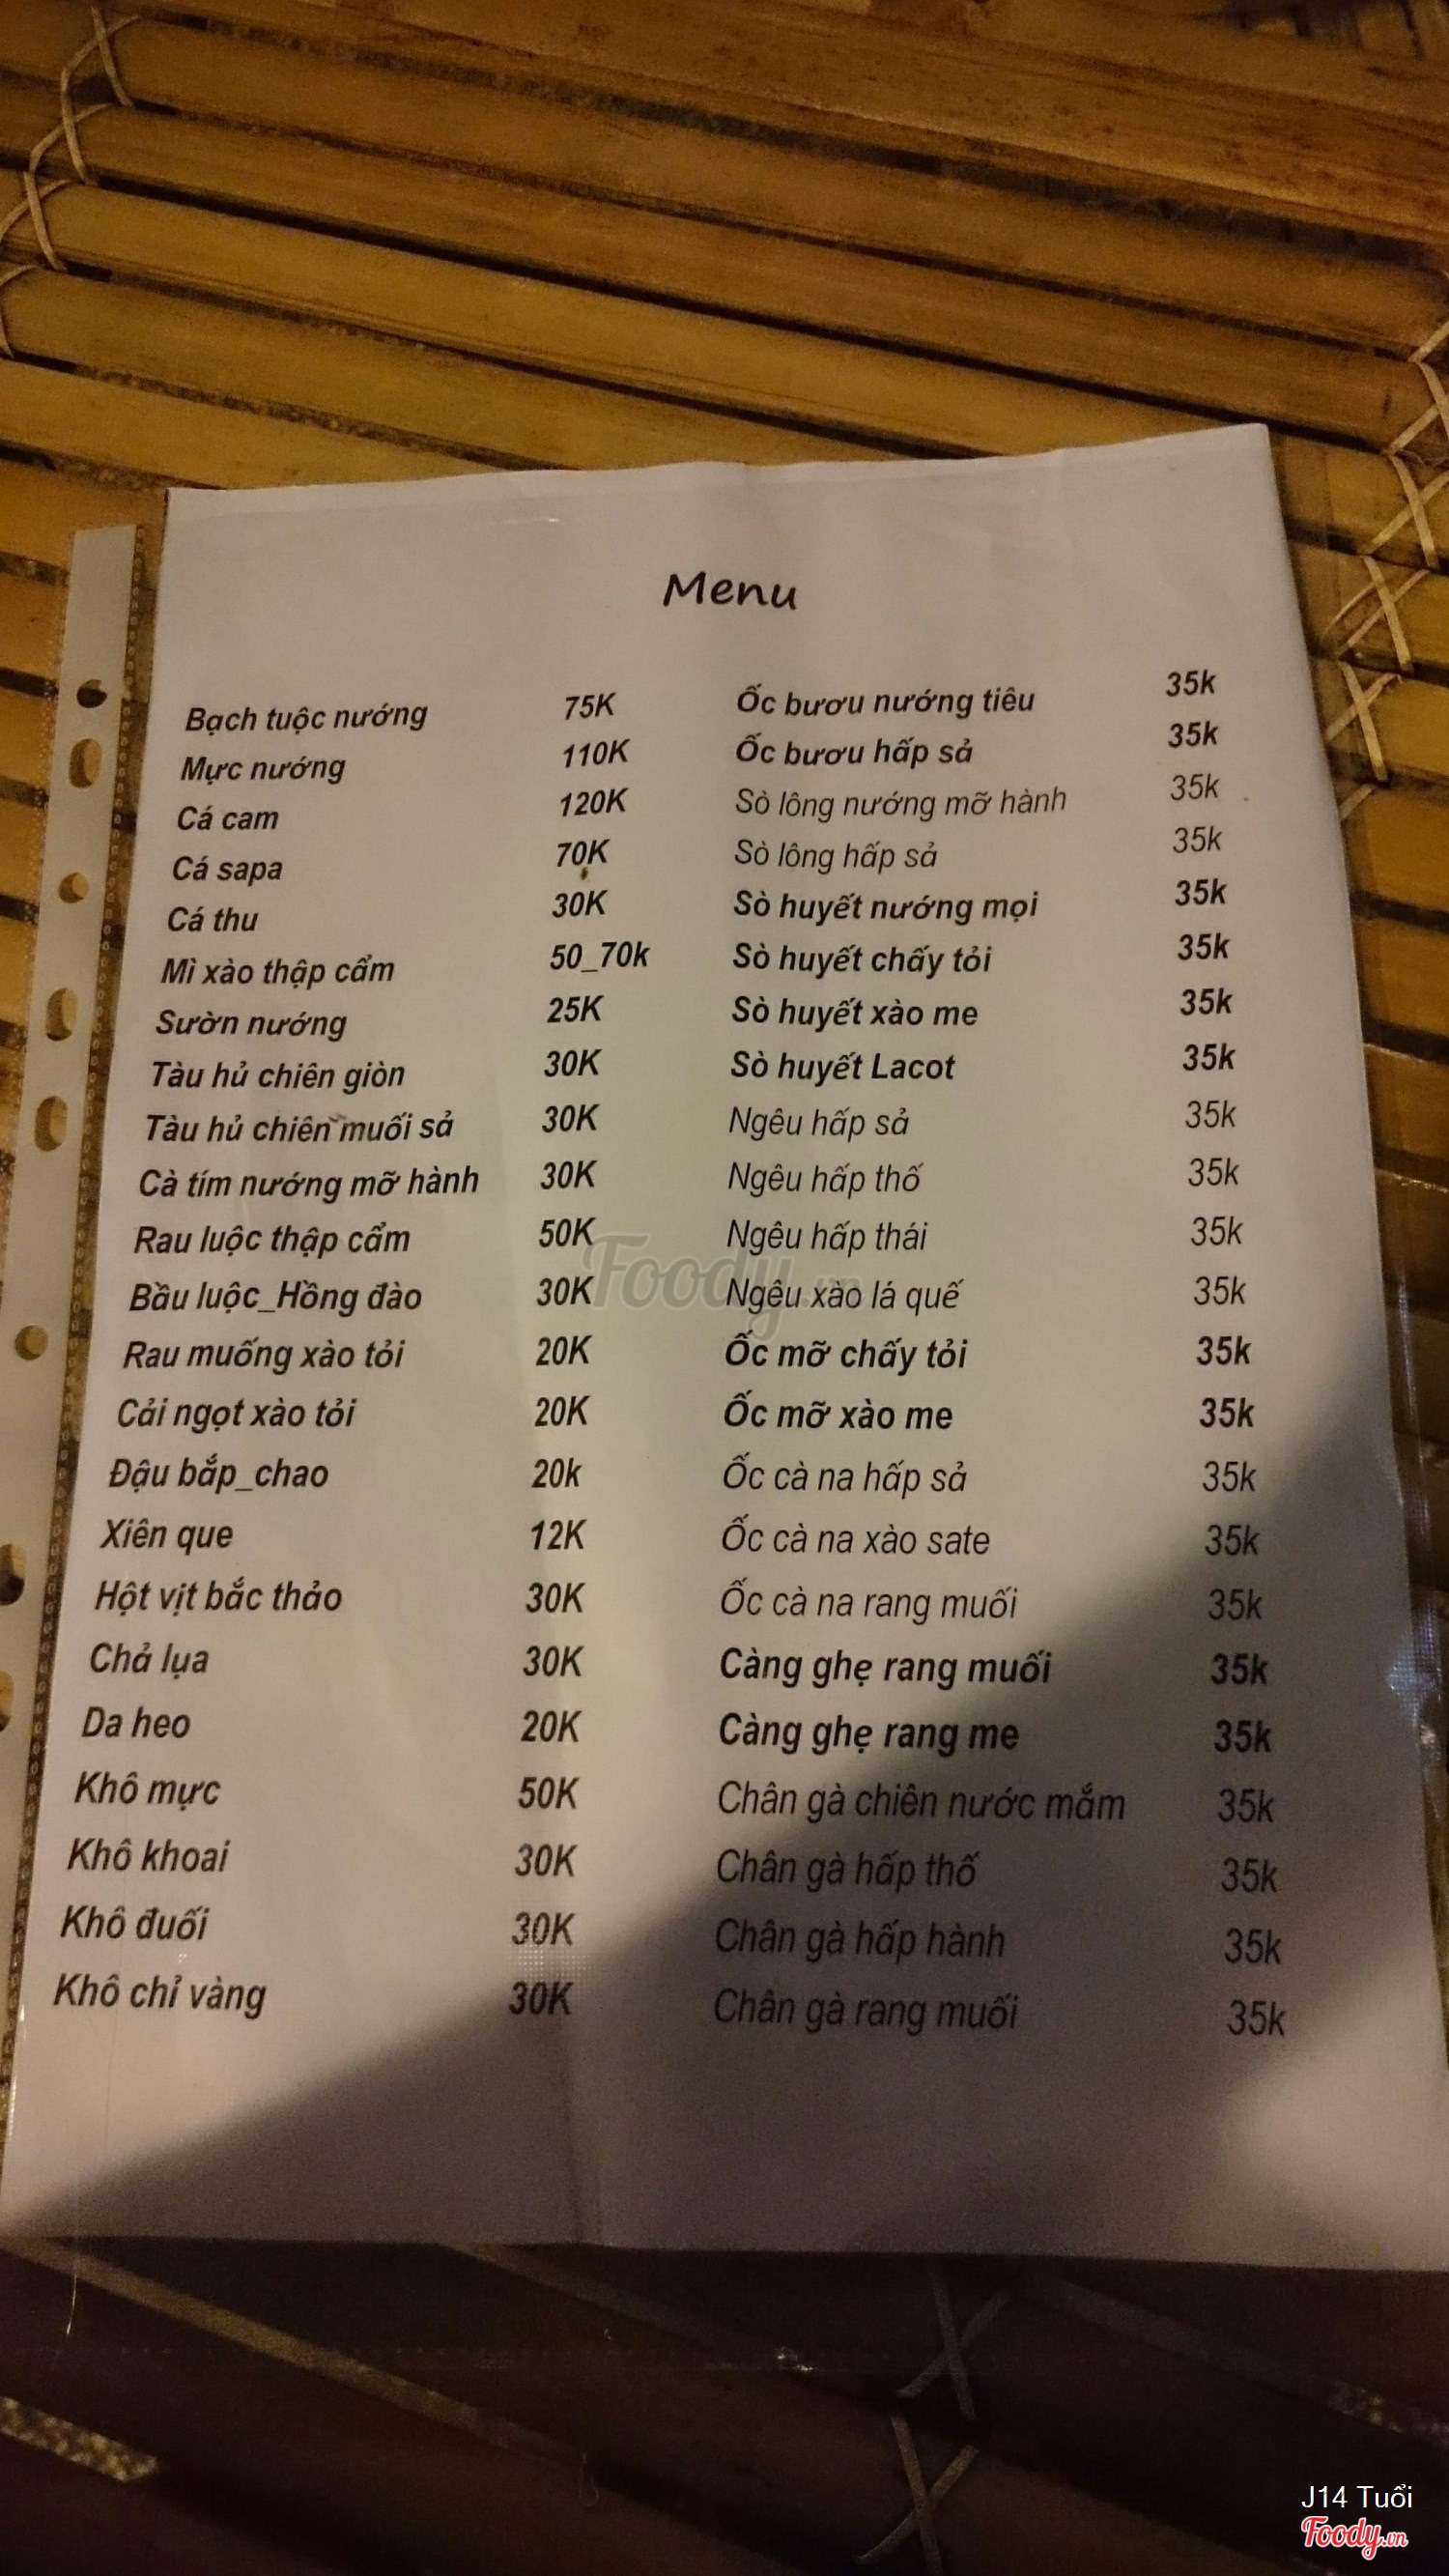 Menu
Bạch tuộc nướng 75K
Mực nướng 110K
Cá cam 120K
Cá sapa 70K
Cá thu 30K
Mì xào thập cẩm 50_70k
Sườn nướng 25K
Tàu hủ chiên giòn 30K
Tàu hủ chiên muối sả 30K
Cà tím nướng mỡ hành 30K
Rau luộc thập cẩm 50K
Bầu luộc_Hồng đào 30K
Rau muống xào tỏi 20K
Cải ngọt xào tỏi 20K
Đậu bắp_chao 20k
Xiên que 12K
Hột vịt bắc thảo 30K
Chả lụa 30K
Da heo 20K
Khô mực 50K
Khô khoai 30K
Khô đuối 30K
Khô chỉ vàng 30K
Ốc bươu nướng tiêu 35k
Ốc bươu hấp sả 35k
Sò lông nướng mỡ hành 35k
Sò lông hấp sả 35k
Sò huyết nướng mọi 35k
Sò huyết chấy tỏi 35k
Sò huyết xào me 35k
Sò huyết Lacot 35k
Ngêu hấp sả 35k
Ngêu hấp thố 35k
Ngêu hấp thái 35k
Ngêu xào lá quế 35k
Ốc mỡ chấy tỏi 35k
Ốc mỡ xào me 35k
Ốc cà na hấp sả 35k
Ốc cà na xào sate 35k
Ốc cà na rang muối 35k
Càng ghẹ rang muối 35k
Càng ghẹ rang me 35k
Chân gà chiên nước mắm 35k
Chân gà hấp thố 35k
Chân gà hấp hành 35k
Chân gà rang muối 35k
Foody.vn
J14 Tuổi
Foody.vn